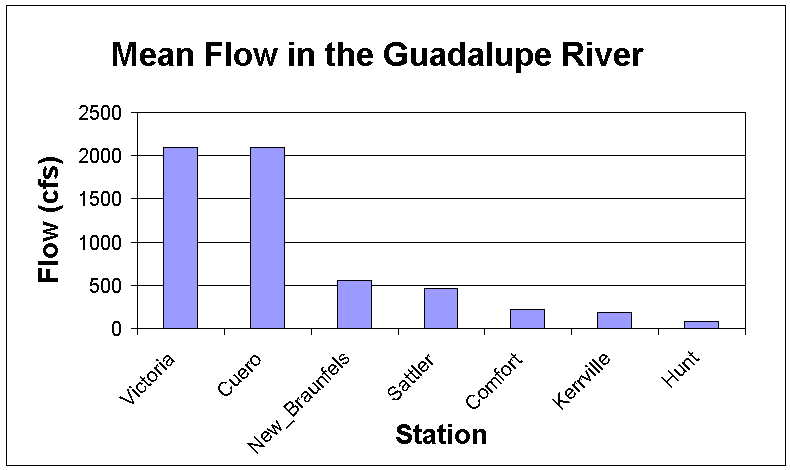 Mean Flow in the Guadalupe River
Flow (cfs)
2500
2000
1500
1000
500
0
Victoria
Cuero
New_Braunfels
Sattler
Comfort
Kerrville
Hunt
Station